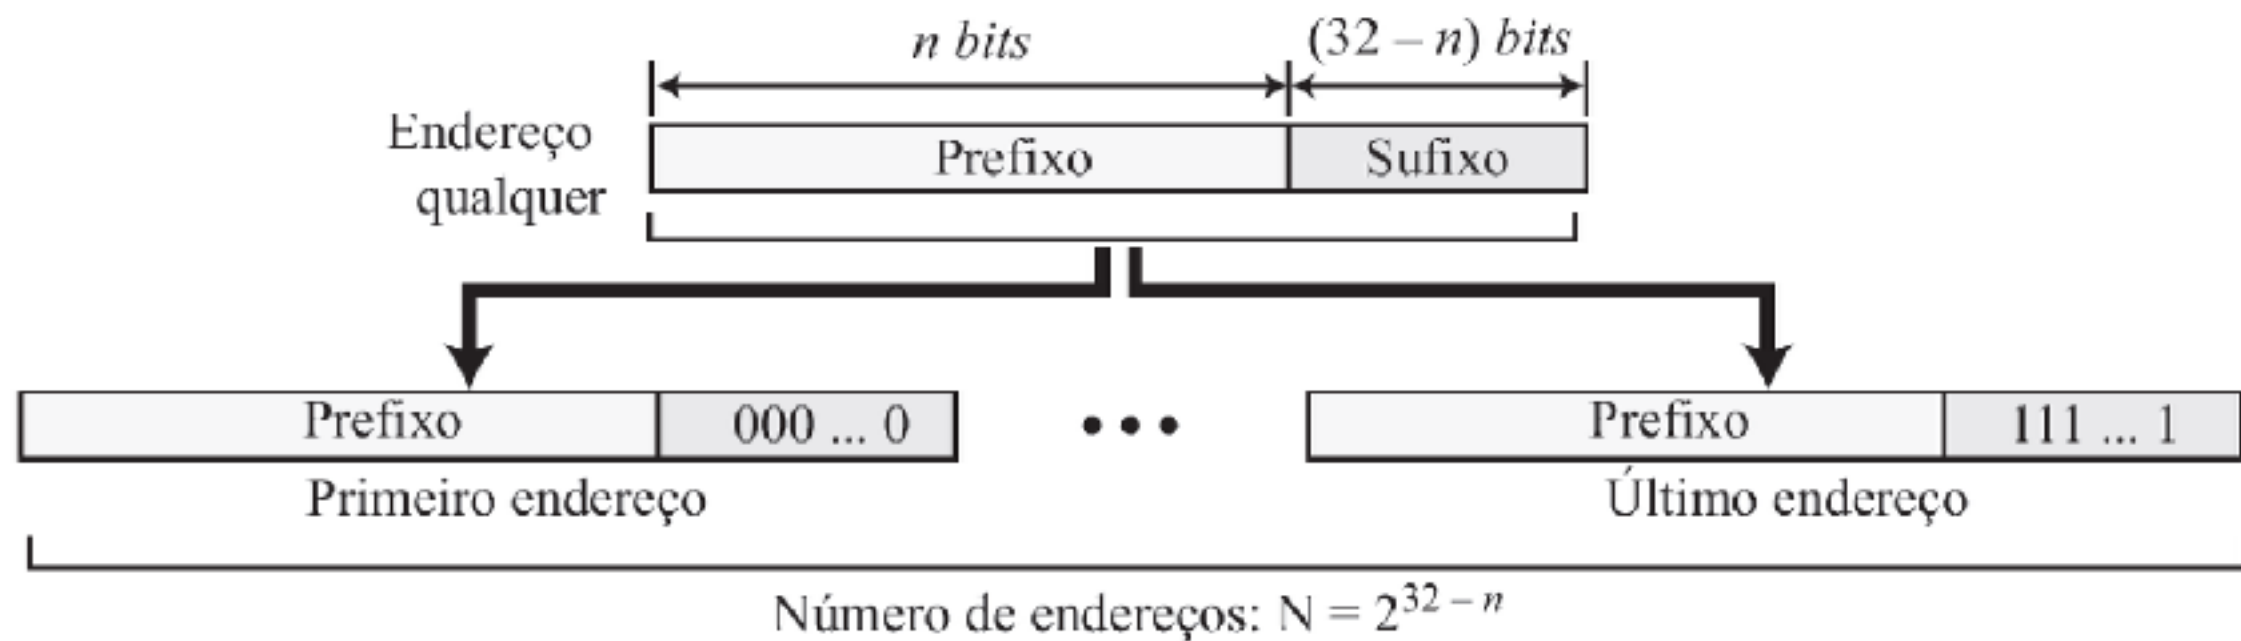 n bits
(32 – n) bits
Endereço
qualquer
Prefixo
Sufixo
Prefixo
000 ... 0
Prefixo
111 ... 1
Primeiro endereço
Último endereço
Número de endereços: N = 2^{32 – n}